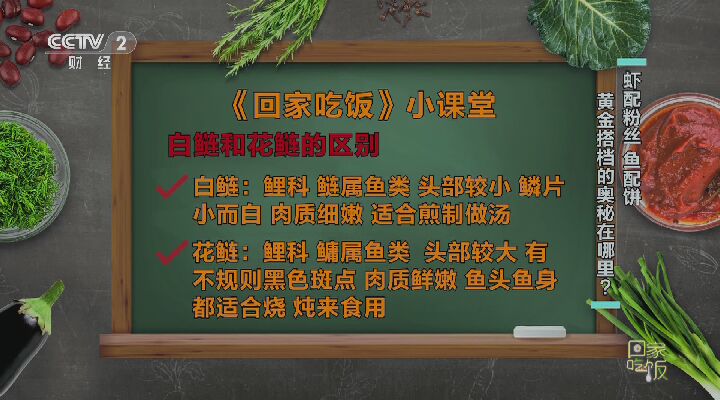 CCTV 2
财经
《回家吃饭》小课堂
白鲢和花鲢的区别
白鲢：鲤科 鲢属鱼类 头部较小 鳞片
小而白 肉质细嫩 适合煎制做汤
花鲢：鲤科 鳙属鱼类 头部较大 有
不规则黑色斑点 肉质鲜嫩 鱼头鱼身
都适合烧 炖来食用
虾配粉丝 鱼配饼
黄金搭档的奥秘在哪里？
回家
吃饭